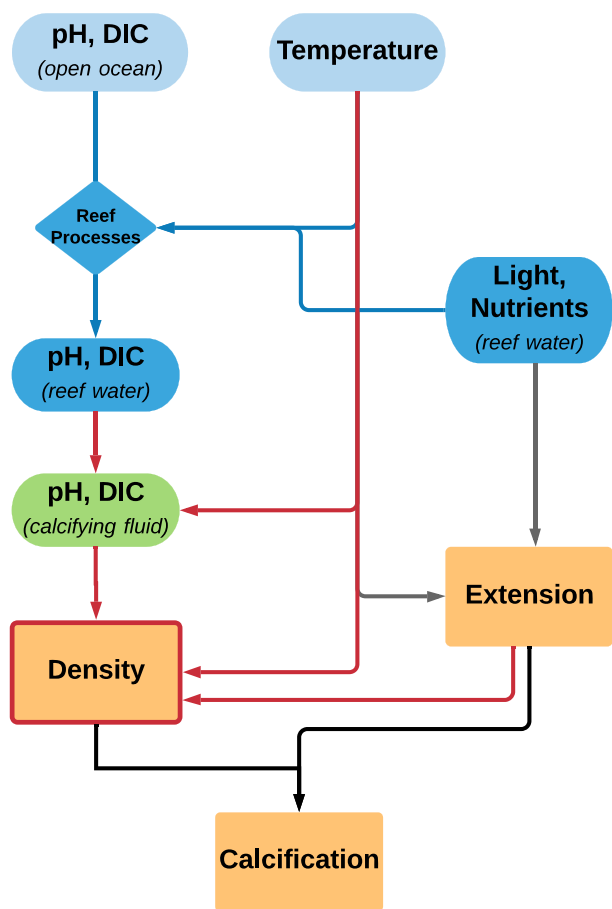 pH, DIC
(open ocean)
Temperature
Reef
Processes
Light,
Nutrients
(reef water)
pH, DIC
(reef water)
pH, DIC
(calcifying fluid)
Extension
Density
Calcification